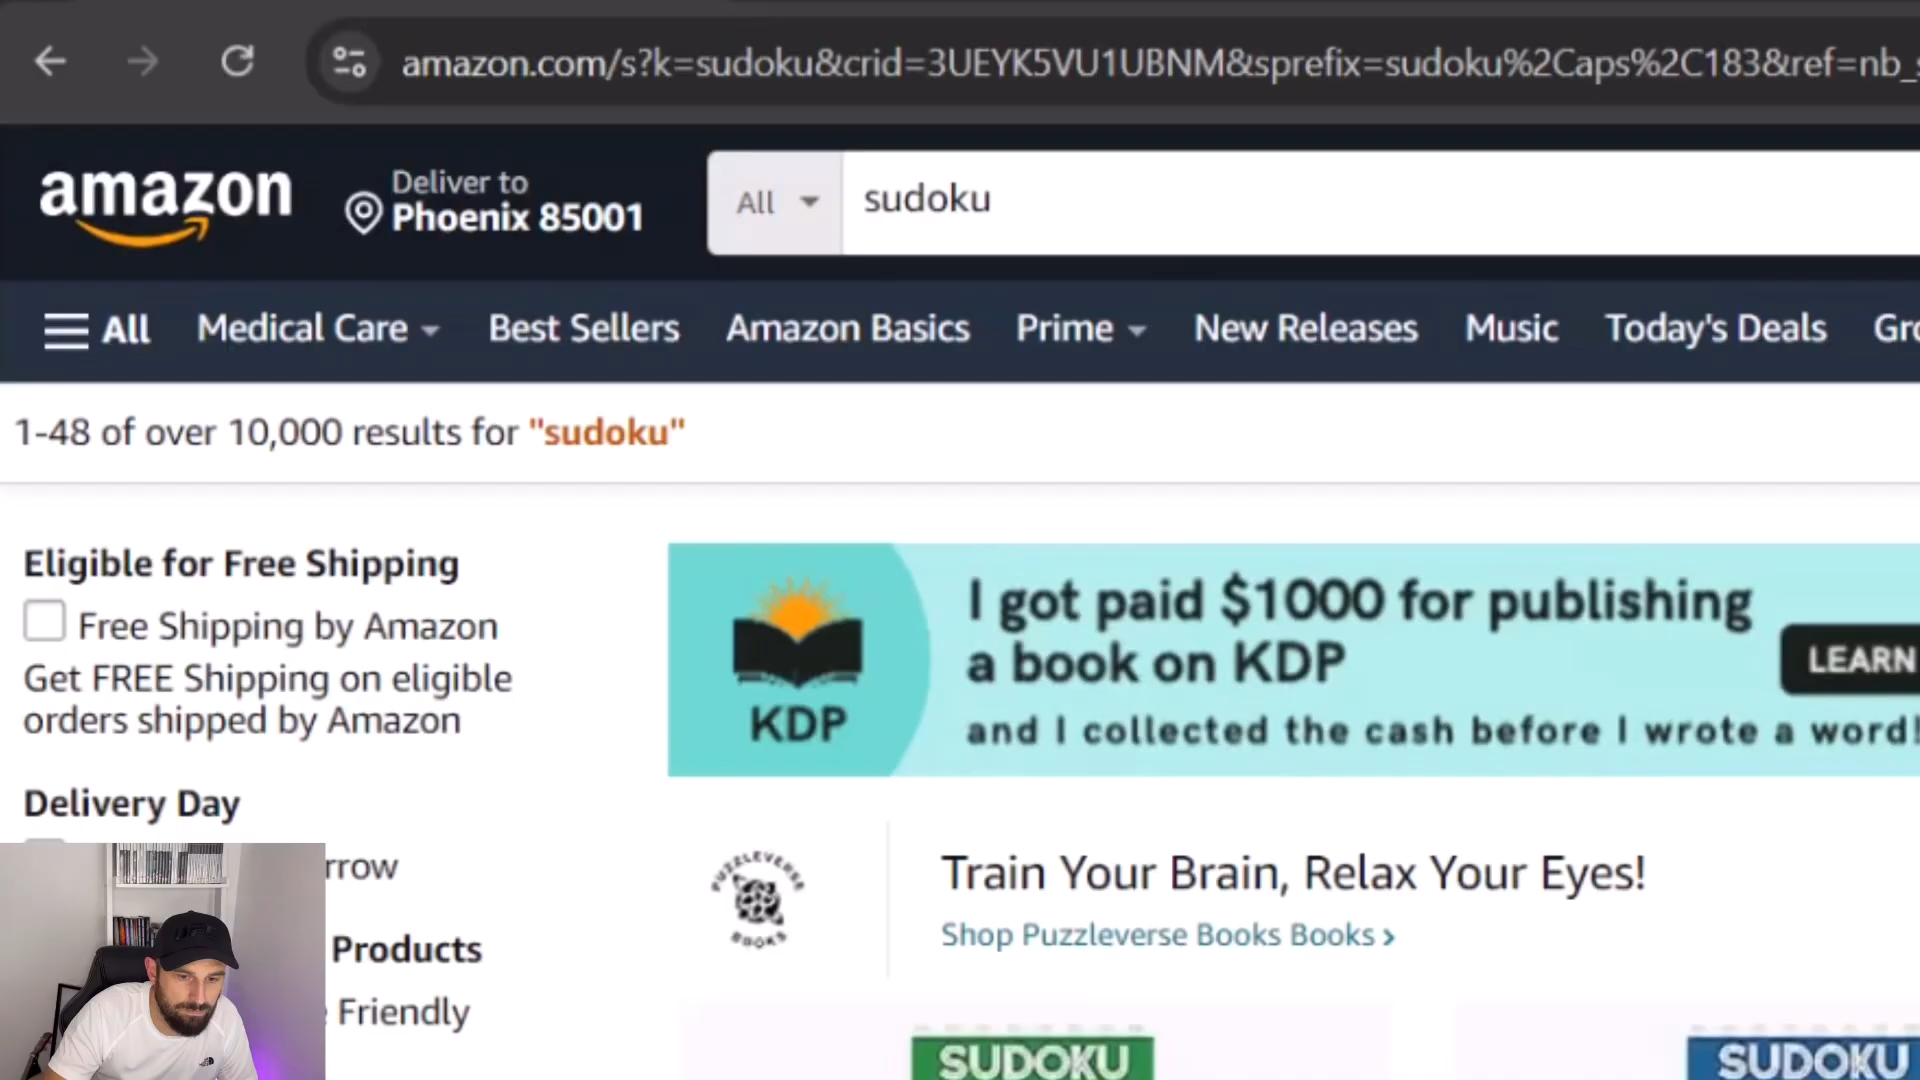 amazon.com/s?k=sudoku&crid=3UEYK5VU1UBNM&sprefix=sudoku%2Caps%2C183&ref=nb_s
amazon
Deliver to
Phoenix 85001
All
sudoku
All
Medical Care
Best Sellers
Amazon Basics
Prime
New Releases
Music
Today's Deals
Gro
1-48 of over 10,000 results for "sudoku"
Eligible for Free Shipping
Free Shipping by Amazon
Get FREE Shipping on eligible
orders shipped by Amazon
Delivery Day
rrow
Products
Friendly
KDP
I got paid $1000 for publishing
a book on KDP
and I collected the cash before I wrote a word!
LEARN
PUZZLEVERSE
BOOKS
Train Your Brain, Relax Your Eyes!
Shop Puzzleverse Books Books ›
SUDOKU
SUDOKU